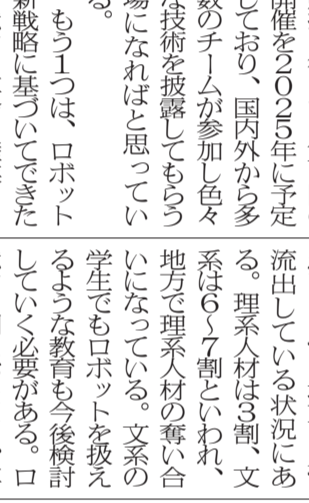 開催を2025年に予定
しており、国内外から多
数のチームが参加し色々
な技術を披露してもらう
場になればと思ってい
る。
もう1つは、ロボット
新戦略に基づいてできた
流出している状況にあ
る。理系人材は3割、文
系は6〜7割といわれ、
地方で理系人材の奪い合
いになっている。文系の
学生でもロボットを扱え
るような教育も今後検討
していく必要がある。ロ